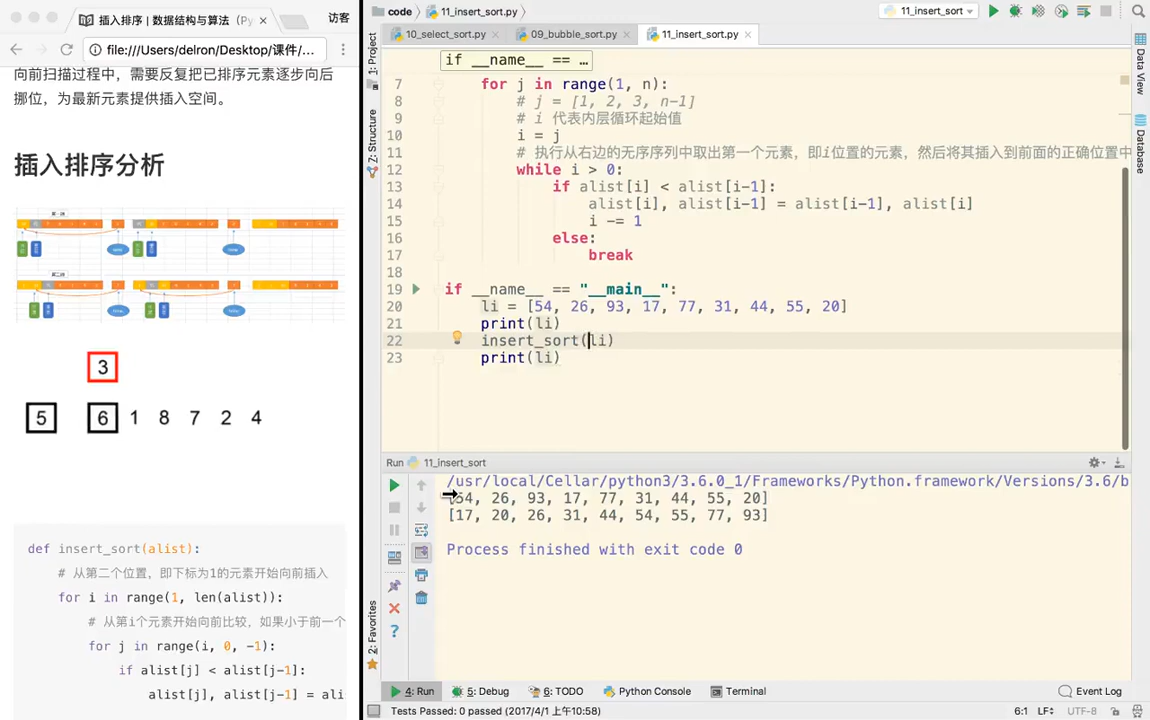 插入排序 | 数据结构与算法 (Py
访客
file:///Users/delron/Desktop/课件/...
向前扫描过程中，需要反复把已排序元素逐步向后
挪位，为最新元素提供插入空间。
插入排序分析
3
5 6 1 8 7 2 4
def insert_sort(alist):
# 从第二个位置，即下标为1的元素开始向前插入
for i in range(1, len(alist)):
# 从第i个元素开始向前比较，如果小于前一个
for j in range(i, 0, -1):
if alist[j] < alist[j-1]:
alist[j], alist[j-1] = ali
code 11_insert_sort.py
11_insert_sort
10_select_sort.py 09_bubble_sort.py 11_insert_sort.py
1: Project
7: Structure
2: Favorites
Data View
Database
if __name__ == …
7 for j in range(1, n):
8 # j = [1, 2, 3, n-1]
9 # i 代表内层循环起始值
10 i = j
11 # 执行从右边的无序序列中取出第一个元素，即i位置的元素，然后将其插入到前面的正确位置中
12 while i > 0:
13 if alist[i] < alist[i-1]:
14 alist[i], alist[i-1] = alist[i-1], alist[i]
15 i -= 1
16 else:
17 break
18
19 if __name__ == "__main__":
20 li = [54, 26, 93, 17, 77, 31, 44, 55, 20]
21 print(li)
22 insert_sort(li)
23 print(li)
Run 11_insert_sort
/usr/local/Cellar/python3/3.6.0_1/Frameworks/Python.framework/Versions/3.6/b
[54, 26, 93, 17, 77, 31, 44, 55, 20]
[17, 20, 26, 31, 44, 54, 55, 77, 93]
Process finished with exit code 0
4: Run 5: Debug 6: TODO Python Console Terminal Event Log
Tests Passed: 0 passed (2017/4/1 上午10:58) 6:1 LF UTF-8